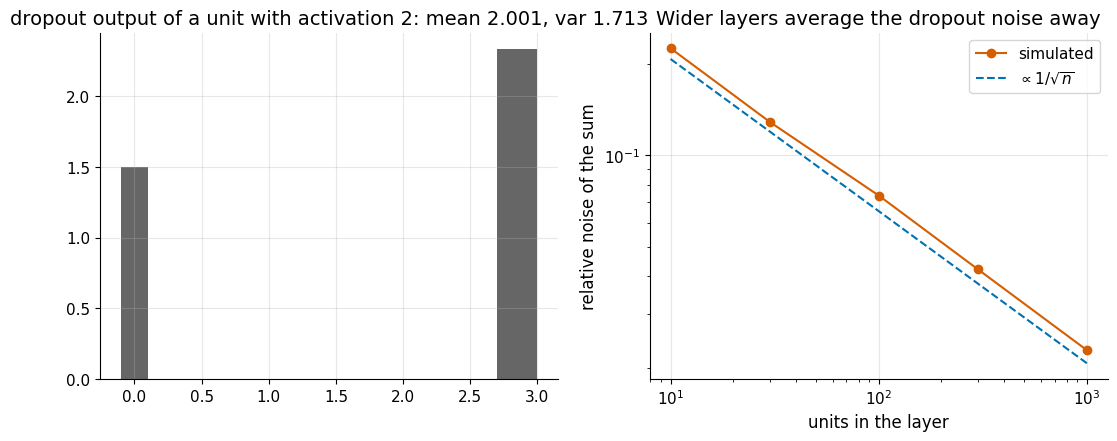 dropout output of a unit with activation 2: mean 2.001, var 1.713
2.0
1.5
1.0
0.5
0.0
0.0 0.5 1.0 1.5 2.0 2.5 3.0
Wider layers average the dropout noise away
relative noise of the sum
10⁻¹
simulated
∝ 1/√n
10¹ 10² 10³
units in the layer